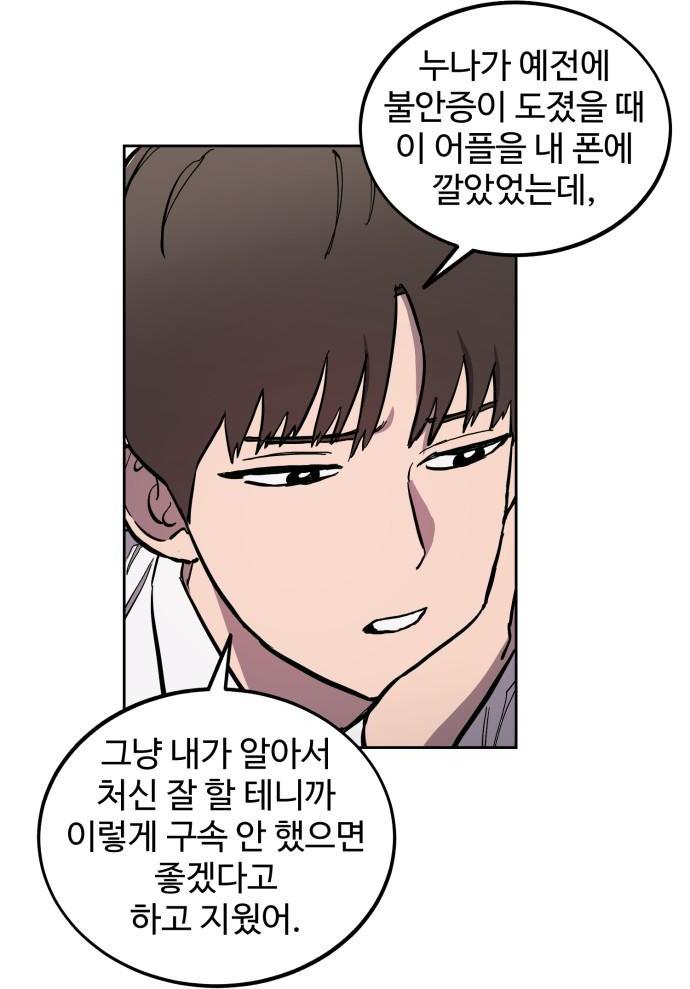 누나가 예전에
불안증이 도졌을 때
이 어플을 내 폰에
깔았었는데,
그냥 내가 알아서
처신 잘 할 테니까
이렇게 구속 안 했으면
좋겠다고
하고 지웠어.